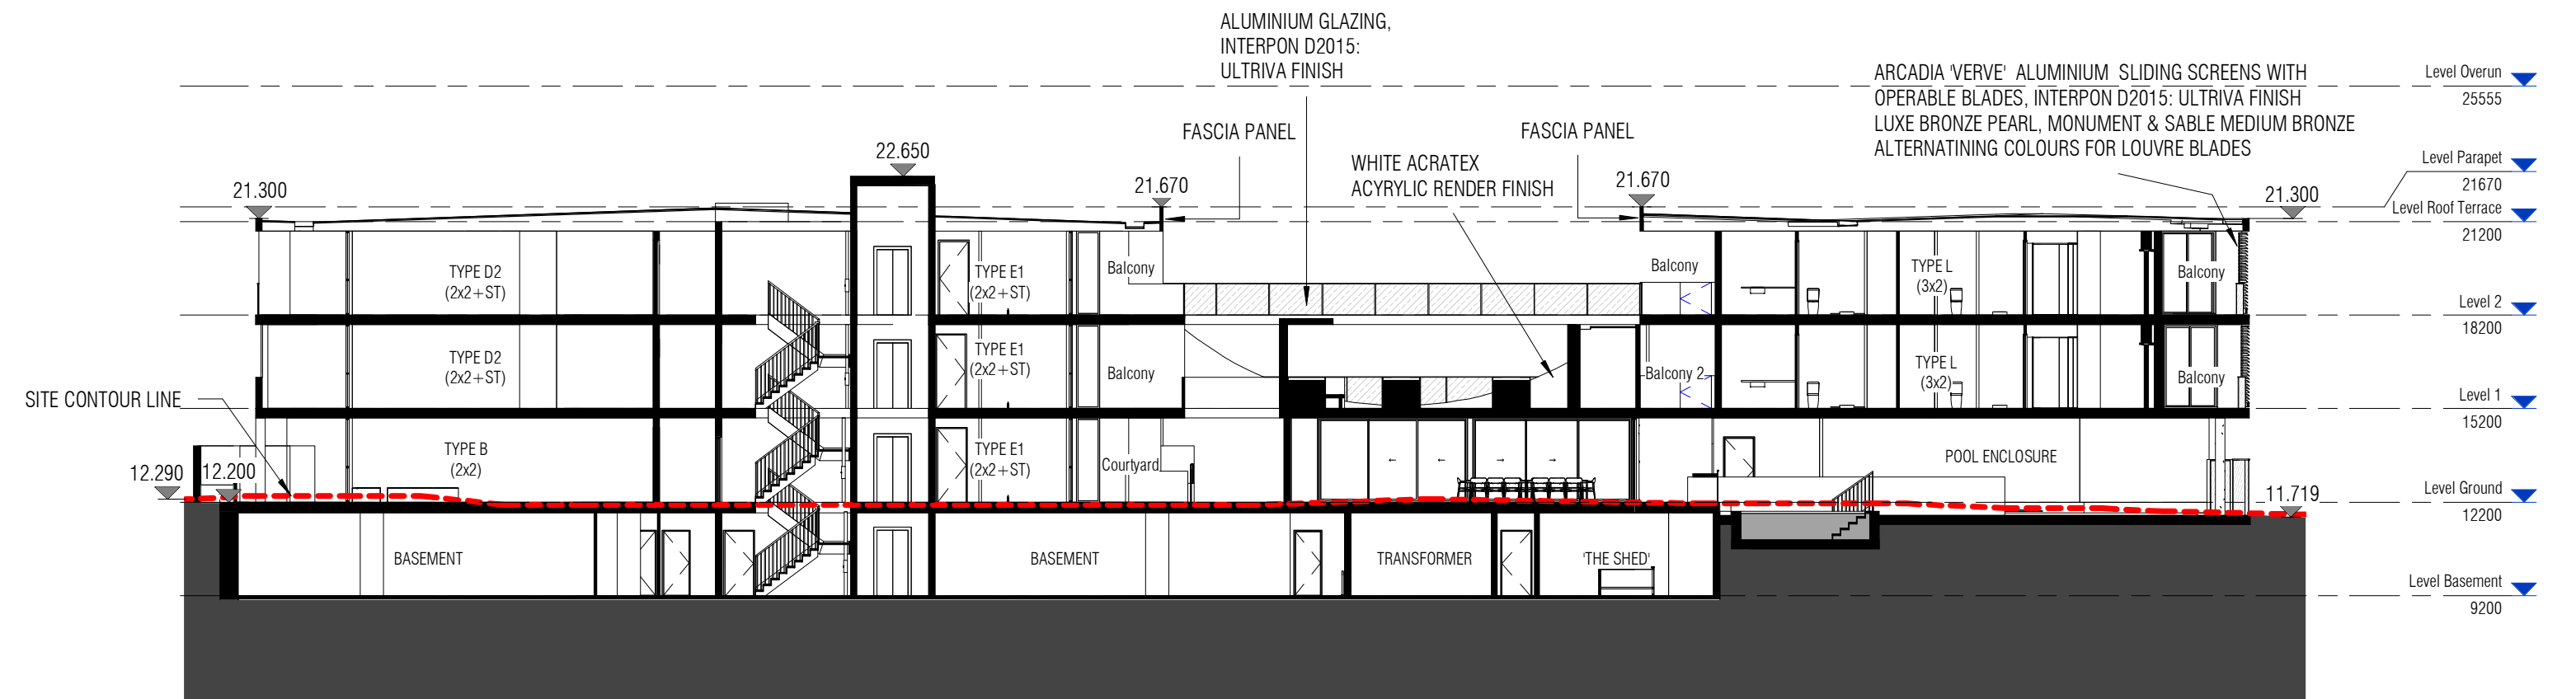 ALUMINIUM GLAZING,
INTERPON D2015:
ULTRIVA FINISH
ARCADIA 'VERVE' ALUMINIUM SLIDING SCREENS WITH
OPERABLE BLADES, INTERPON D2015: ULTRIVA FINISH
LUXE BRONZE PEARL, MONUMENT & SABLE MEDIUM BRONZE
ALTERNATINING COLOURS FOR LOUVRE BLADES
Level Overun
25555
FASCIA PANEL
FASCIA PANEL
WHITE ACRATEX
ACYRYLIC RENDER FINISH
22.650
21.300
21.670
21.670
21.300
Level Parapet
21670
Level Roof Terrace
21200
TYPE D2
(2x2+ST)
TYPE E1
(2x2+ST)
Balcony
Balcony
TYPE L
(3x2)
Balcony
Level 2
18200
TYPE D2
(2x2+ST)
TYPE E1
(2x2+ST)
Balcony
Balcony 2
TYPE L
(3x2)
Balcony
Level 1
15200
SITE CONTOUR LINE
12.290
12.200
TYPE B
(2x2)
TYPE E1
(2x2+ST)
Courtyard
POOL ENCLOSURE
11.719
Level Ground
12200
BASEMENT
BASEMENT
TRANSFORMER
'THE SHED'
Level Basement
9200